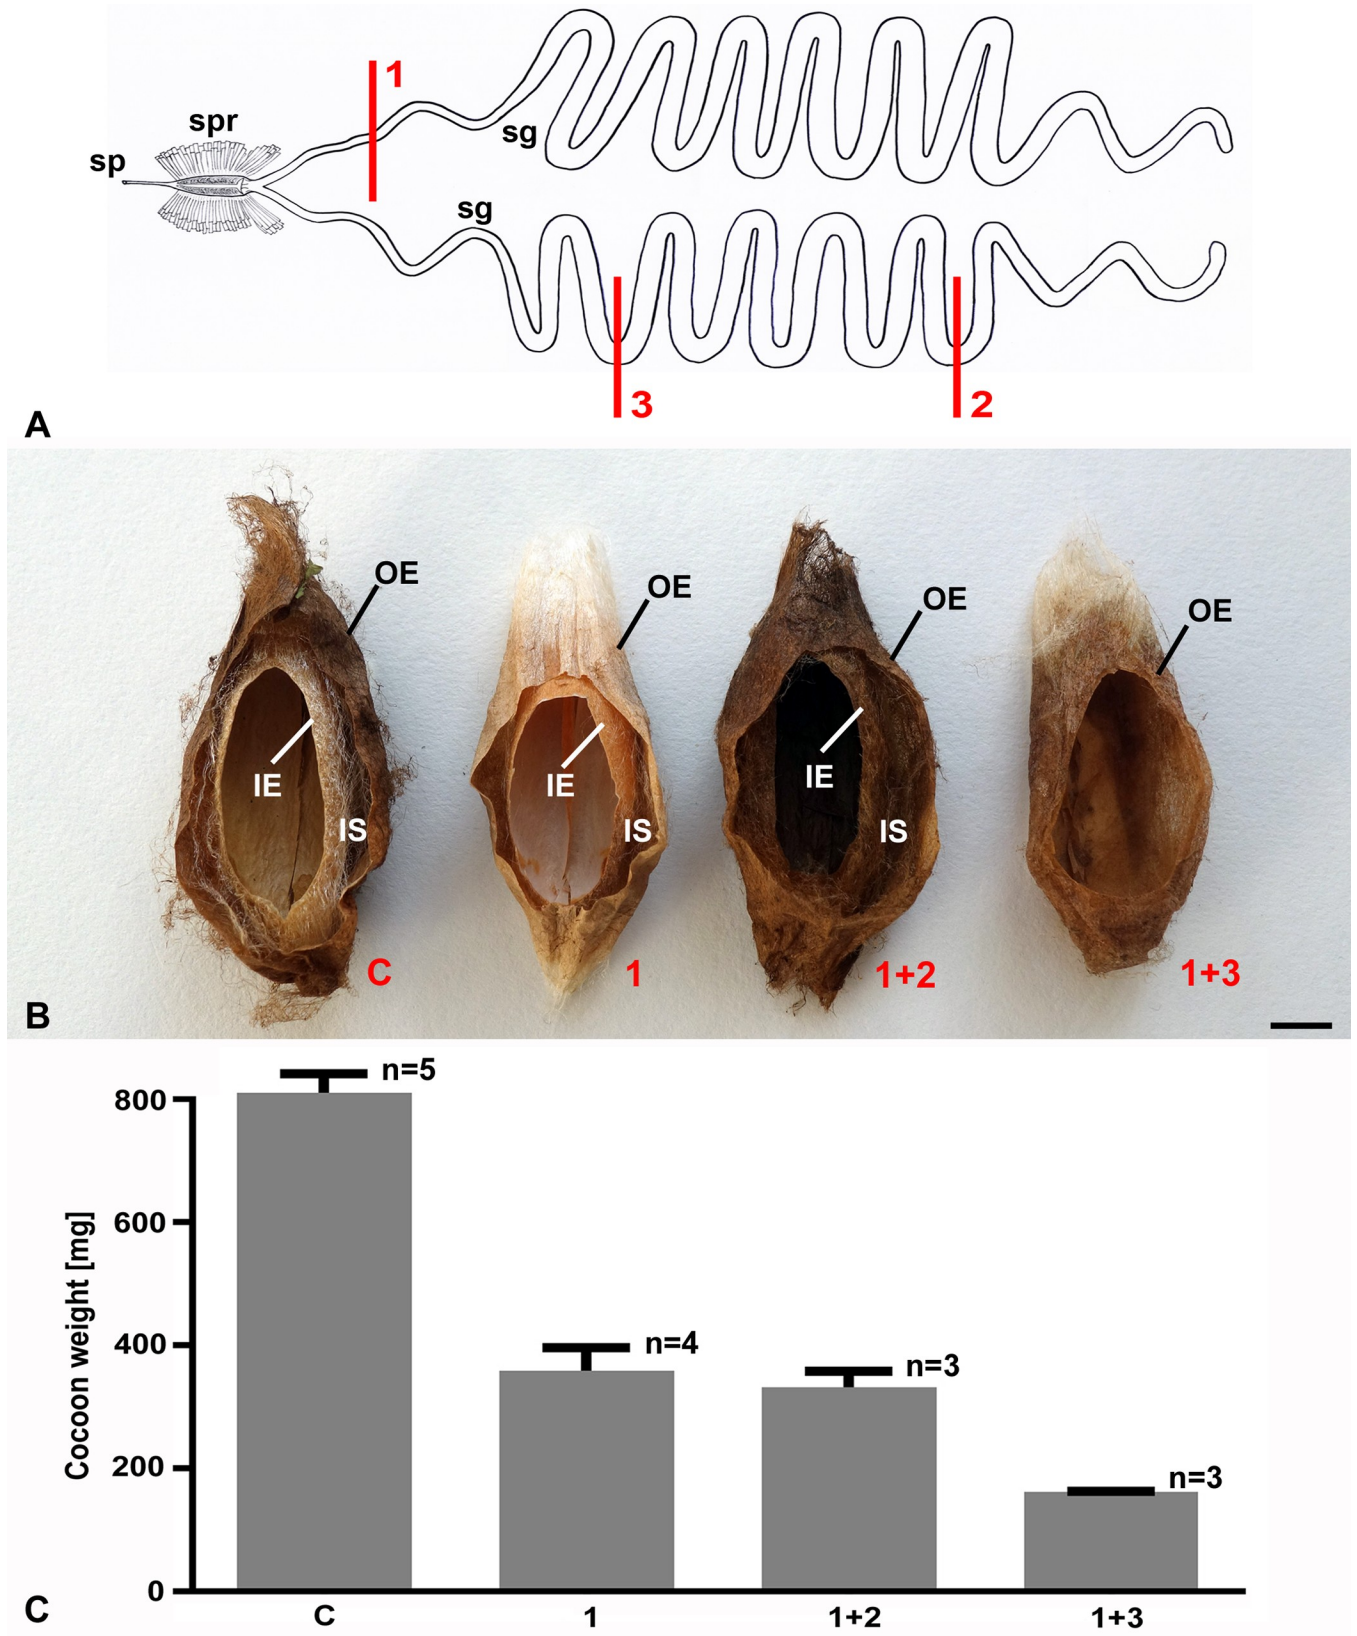 1
spr
sp
sg
sg
3
2
A
OE
OE
OE
OE
IE
IE
IE
IS
IS
IS
C
1
1+2
1+3
B
n=5
800
600
n=4
400
n=3
200
n=3
0
Cocoon weight [mg]
C
1
1+2
1+3
C